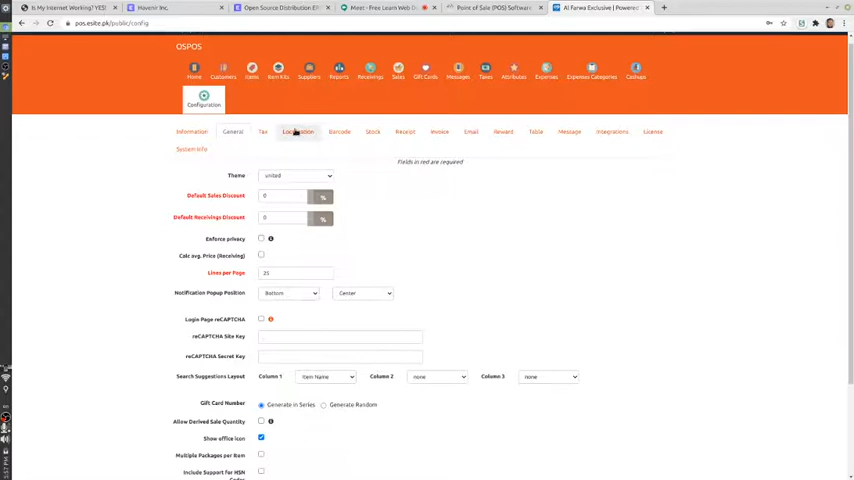 Is My Internet Working? YES!
Havenir Inc.
Open Source Distribution ER
Meet - Free Learn Web D
Point of Sale (POS) Software
Al Farwa Exclusive | Powered
pos.esite.pk/public/config
OSPOS
Home
Customers
Items
Item Kits
Suppliers
Reports
Receivings
Sales
Gift Cards
Messages
Taxes
Attributes
Expenses
Expenses Categories
Cashups
Configuration
Information
General
Tax
Localisation
Barcode
Stock
Receipt
Invoice
Email
Reward
Table
Message
Integrations
License
System Info
Fields in red are required
Theme
united
Default Sales Discount
0
%
Default Receivings Discount
0
%
Enforce privacy
Calc avg. Price (Receiving)
Lines per Page
25
Notification Popup Position
Bottom
Center
Login Page reCAPTCHA
reCAPTCHA Site Key
reCAPTCHA Secret Key
Search Suggestions Layout
Column 1
Item Name
Column 2
none
Column 3
none
Gift Card Number
Generate in Series
Generate Random
Allow Derived Sale Quantity
Show office icon
Multiple Packages per Item
Include Support for HSN
Codes
5:57 PM